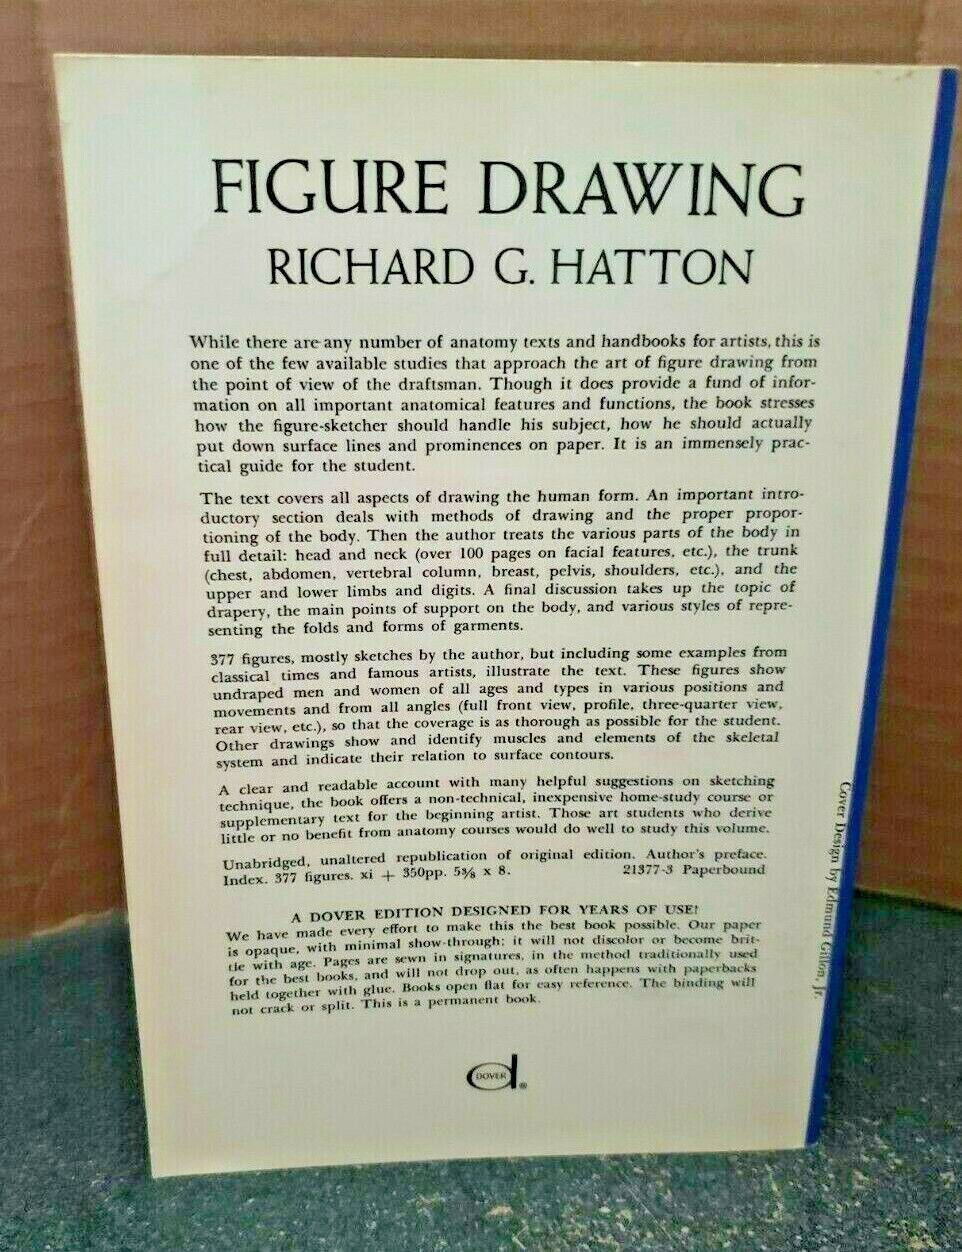 FIGURE DRAWING
RICHARD G. HATTON
While there are any number of anatomy texts and handbooks for artists, this is
one of the few available studies that approach the art of figure drawing from
the point of view of the draftsman. Though it does provide a fund of infor-
mation on all important anatomical features and functions, the book stresses
how the figure-sketcher should handle his subject, how he should actually
put down surface lines and prominences on paper. It is an immensely prac-
tical guide for the student.
The text covers all aspects of drawing the human form. An important intro-
ductory section deals with methods of drawing and the proper propor-
tioning of the body. Then the author treats the various parts of the body in
full detail: head and neck (over 100 pages on facial features, etc.), the trunk
(chest, abdomen, vertebral column, breast, pelvis, shoulders, etc.), and the
upper and lower limbs and digits. A final discussion takes up the topic of
drapery, the main points of support on the body, and various styles of repre-
senting the folds and forms of garments.
377 figures, mostly sketches by the author, but including some examples from
classical times and famous artists, illustrate the text. These figures show
undraped men and women of all ages and types in various positions and
movements and from all angles (full front view, profile, three-quarter view,
rear view, etc.), so that the coverage is as thorough as possible for the student.
Other drawings show and identify muscles and elements of the skeletal
system and indicate their relation to surface contours.
A clear and readable account with many helpful suggestions on sketching
technique, the book offers a non-technical, inexpensive home-study course or
supplementary text for the beginning artist. Those art students who derive
little or no benefit from anatomy courses would do well to study this volume.
Unabridged, unaltered republication of original edition. Author's preface.
Index. 377 figures. xi + 350pp. 5⅜ x 8. 21377-3 Paperbound
A DOVER EDITION DESIGNED FOR YEARS OF USE!
We have made every effort to make this the best book possible. Our paper
is opaque, with minimal show-through; it will not discolor or become brit-
tle with age. Pages are sewn in signatures, in the method traditionally used
for the best books, and will not drop out, as often happens with paperbacks
held together with glue. Books open flat for easy reference. The binding will
not crack or split. This is a permanent book.
DOVER ®
Cover Design by Edmund Gillon, Jr.